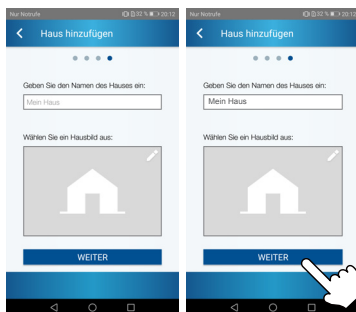 Nur Notrufe 32 % 20:12
Haus hinzufügen
Geben Sie den Namen des Hauses ein:
Mein Haus
Wählen Sie ein Hausbild aus:
WEITER
Nur Notrufe 32 % 20:12
Haus hinzufügen
Geben Sie den Namen des Hauses ein:
Mein Haus
Wählen Sie ein Hausbild aus:
WEITER